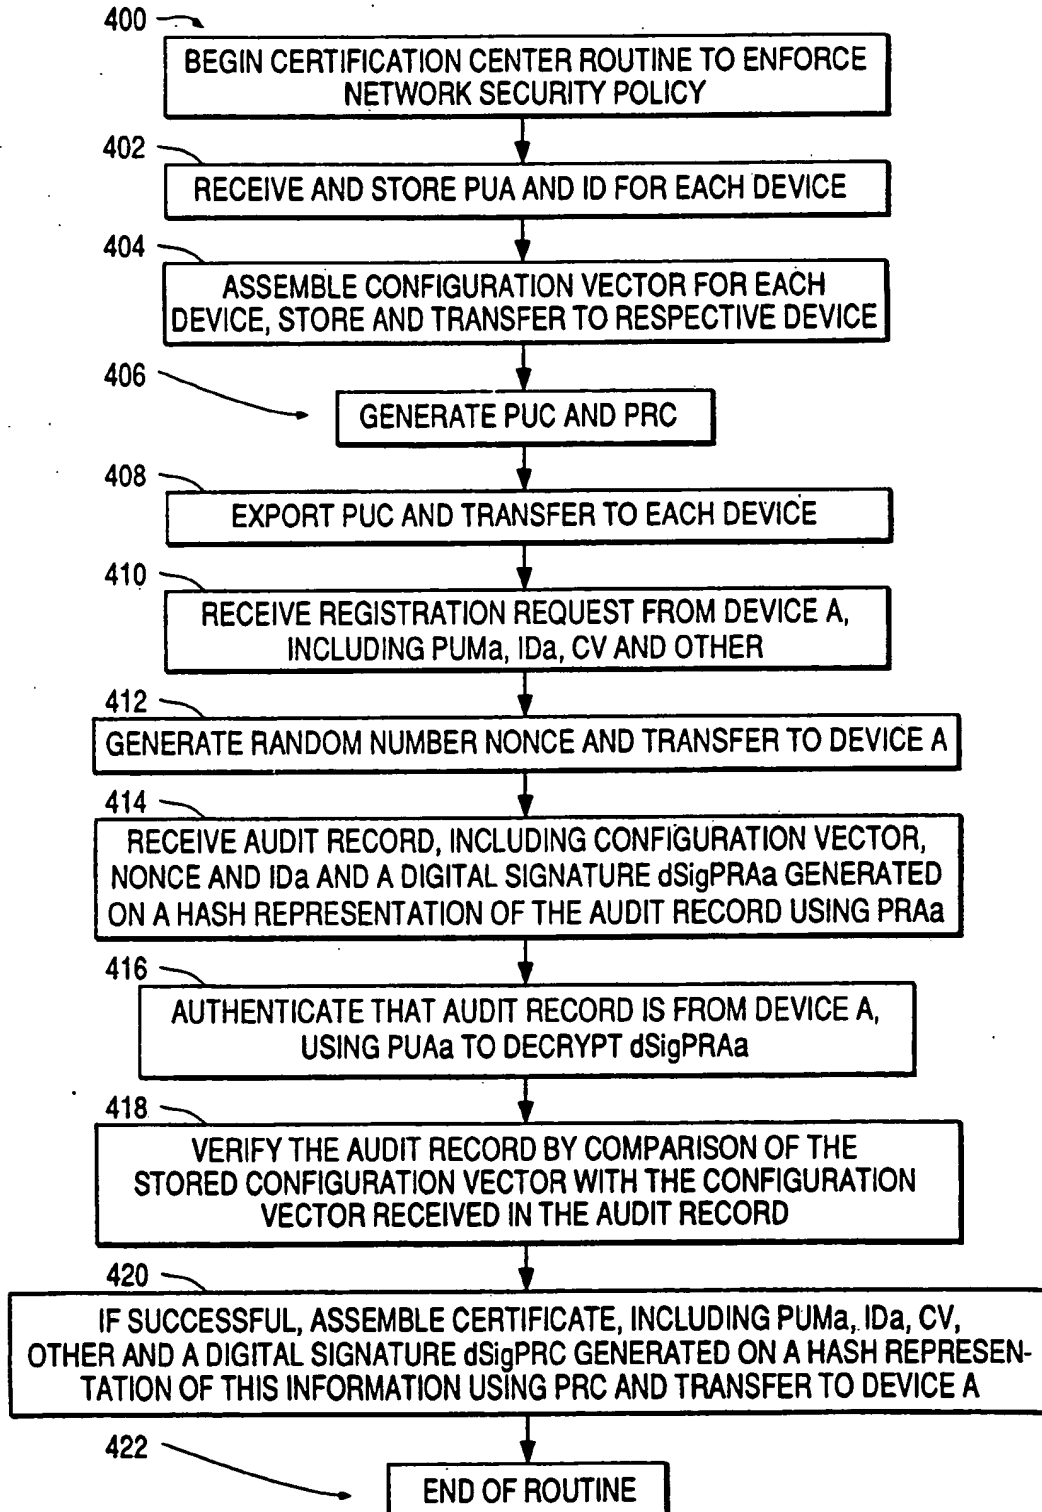 400
BEGIN CERTIFICATION CENTER ROUTINE TO ENFORCE
NETWORK SECURITY POLICY
402
RECEIVE AND STORE PUA AND ID FOR EACH DEVICE
404
ASSEMBLE CONFIGURATION VECTOR FOR EACH
DEVICE, STORE AND TRANSFER TO RESPECTIVE DEVICE
406
GENERATE PUC AND PRC
408
EXPORT PUC AND TRANSFER TO EACH DEVICE
410
RECEIVE REGISTRATION REQUEST FROM DEVICE A,
INCLUDING PUMa, IDa, CV AND OTHER
412
GENERATE RANDOM NUMBER NONCE AND TRANSFER TO DEVICE A
414
RECEIVE AUDIT RECORD, INCLUDING CONFIGURATION VECTOR,
NONCE AND IDa AND A DIGITAL SIGNATURE dSigPRAa GENERATED
ON A HASH REPRESENTATION OF THE AUDIT RECORD USING PRAa
416
AUTHENTICATE THAT AUDIT RECORD IS FROM DEVICE A,
USING PUAa TO DECRYPT dSigPRAa
418
VERIFY THE AUDIT RECORD BY COMPARISON OF THE
STORED CONFIGURATION VECTOR WITH THE CONFIGURATION
VECTOR RECEIVED IN THE AUDIT RECORD
420
IF SUCCESSFUL, ASSEMBLE CERTIFICATE, INCLUDING PUMa, IDa, CV,
OTHER AND A DIGITAL SIGNATURE dSigPRC GENERATED ON A HASH REPRESEN-
TATION OF THIS INFORMATION USING PRC AND TRANSFER TO DEVICE A
422
END OF ROUTINE